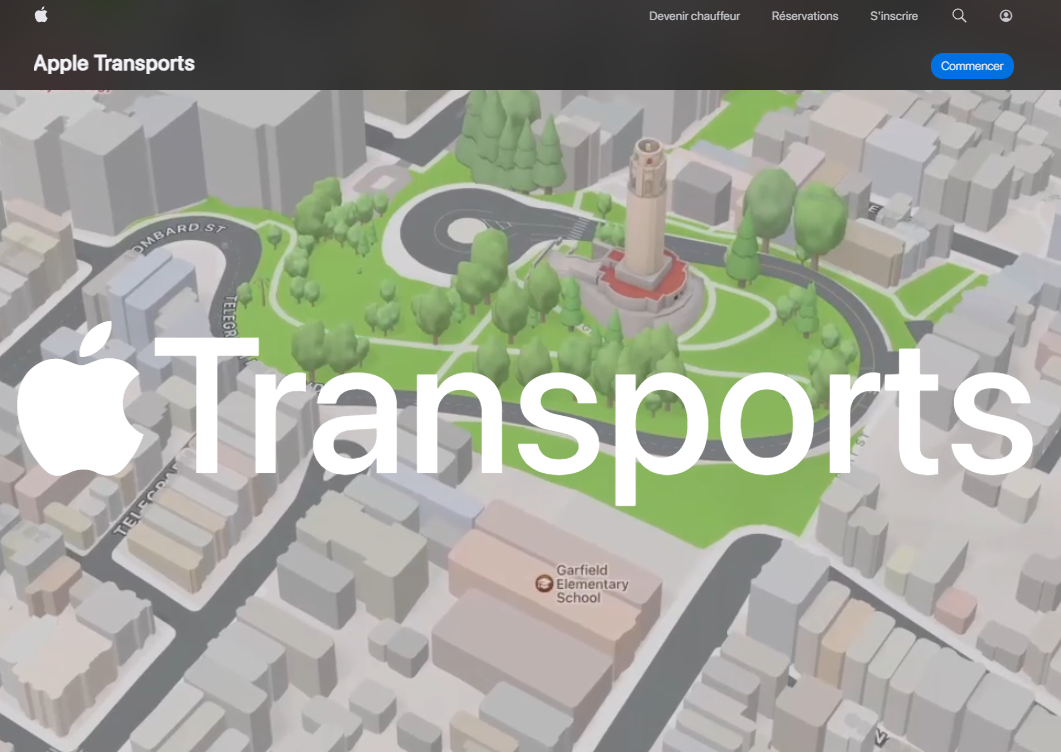 Devenir chauffeur Réservations S'inscrire
Apple Transports
Commencer
OMBARD ST
TELEGR
Transports
TELEGRA
Garfield
Elementary
School